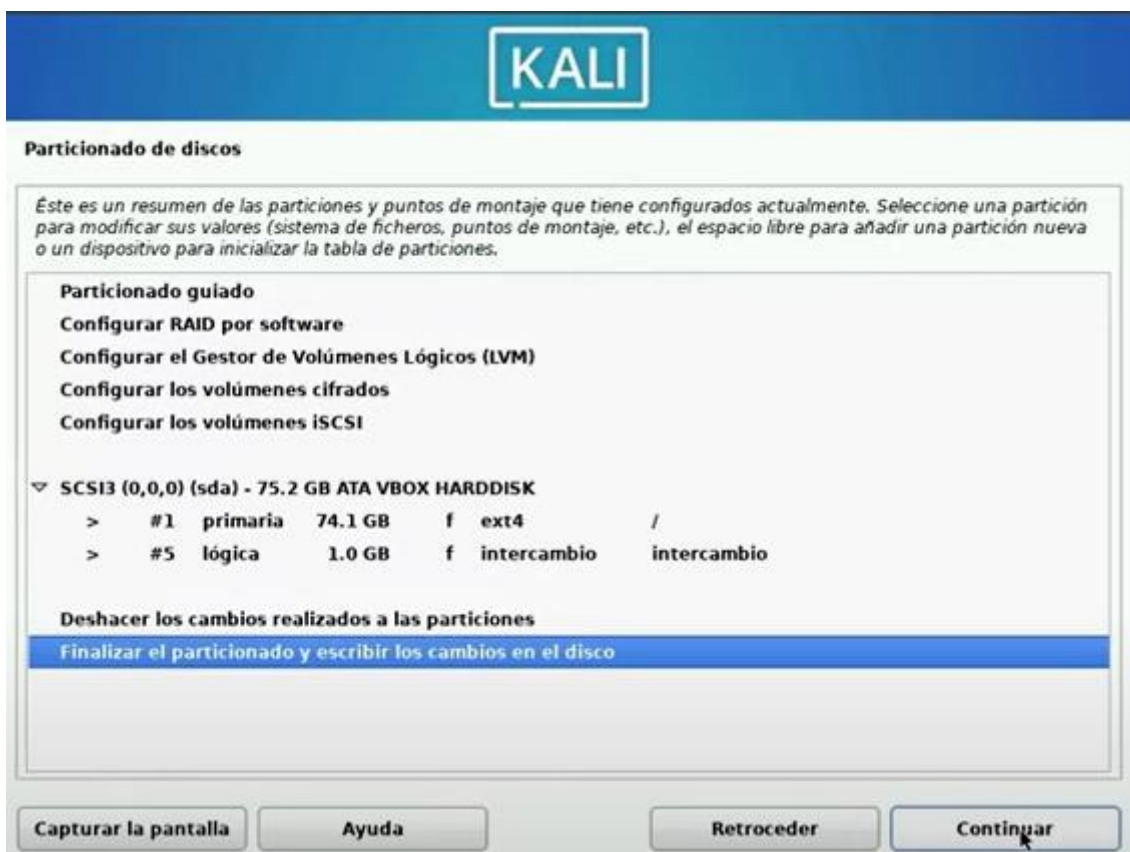 KALI
Particionado de discos
Éste es un resumen de las particiones y puntos de montaje que tiene configurados actualmente. Seleccione una partición
para modificar sus valores (sistema de ficheros, puntos de montaje, etc.), el espacio libre para añadir una partición nueva
o un dispositivo para inicializar la tabla de particiones.
Particionado guiado
Configurar RAID por software
Configurar el Gestor de Volúmenes Lógicos (LVM)
Configurar los volúmenes cifrados
Configurar los volúmenes iSCSI
▽ SCSI3 (0,0,0) (sda) - 75.2 GB ATA VBOX HARDDISK
> #1 primaria 74.1 GB f ext4 /
> #5 lógica 1.0 GB f intercambio intercambio
Deshacer los cambios realizados a las particiones
Finalizar el particionado y escribir los cambios en el disco
Capturar la pantalla Ayuda Retroceder Continuar